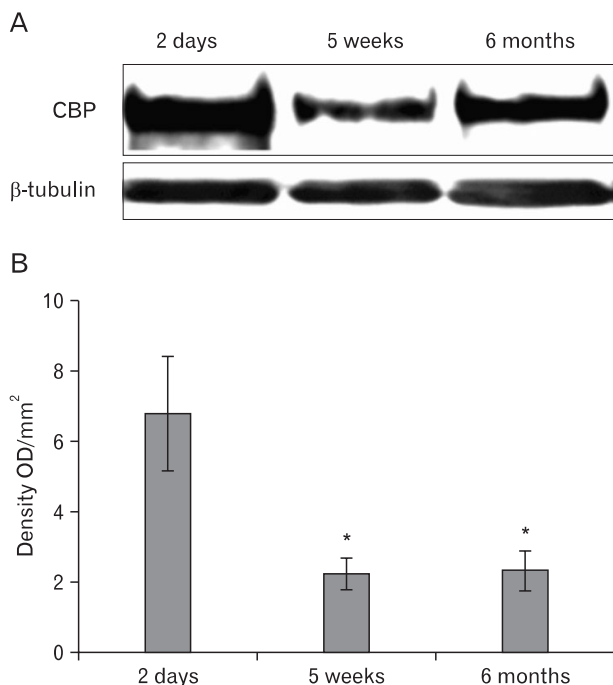 A
2 days 5 weeks 6 months
CBP
β-tubulin
B
10
8
6
4
2
0
Density OD/mm²
*
*
2 days 5 weeks 6 months